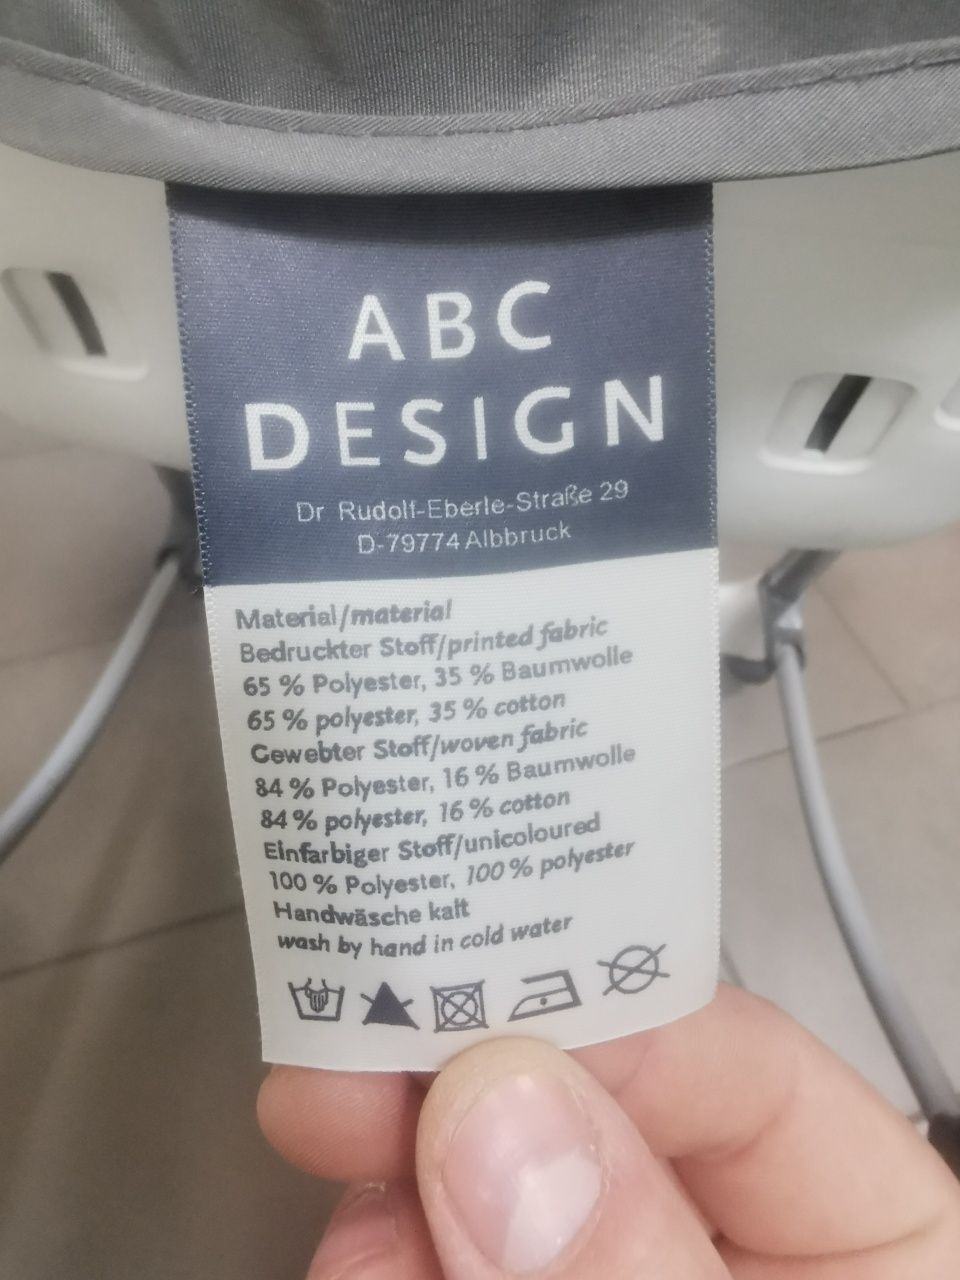 ABC
DESIGN
Dr Rudolf-Eberle-Straße 29
D-79774 Albbruck
Material/material
Bedruckter Stoff/printed fabric
65 % Polyester, 35 % Baumwolle
65 % polyester, 35 % cotton
Gewebter Stoff/woven fabric
84 % Polyester, 16 % Baumwolle
84 % polyester, 16 % cotton
Einfarbiger Stoff/unicoloured
100 % Polyester, 100 % polyester
Handwäsche kalt
wash by hand in cold water